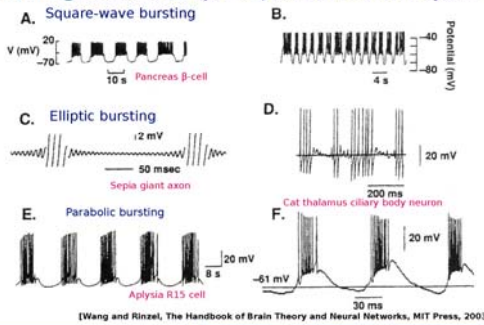 A. Square-wave bursting
V (mv)
20
-70
10 s
Pancreas β-cell
B.
-40
-80
Potential (mV)
4 s
C. Elliptic bursting
2 mV
50 msec
Sepia giant axon
D.
20 mV
200 ms
Cat thalamus ciliary body neuron
E. Parabolic bursting
20 mV
8 s
Aplysia R15 cell
F.
20 mV
-61 mV
30 ms
[Wang and Rinzel, The Handbook of Brain Theory and Neural Networks, MIT Press, 2003